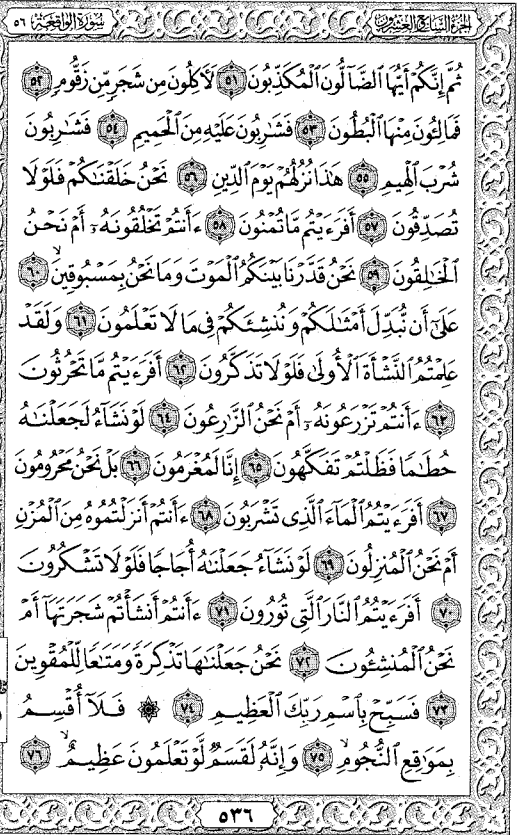 الجزء السابع والعشرون سورة الواقعة ٥٦
ثُمَّ إِنَّكُمْ أَيُّهَا ٱلضَّآلُّونَ ٱلْمُكَذِّبُونَ ٥١ لَءَاكِلُونَ مِن شَجَرٍ مِّن زَقُّومٍ ٥٢
فَمَالِـُٔونَ مِنْهَا ٱلْبُطُونَ ٥٣ فَشَٰرِبُونَ عَلَيْهِ مِنَ ٱلْحَمِيمِ ٥٤ فَشَٰرِبُونَ
شُرْبَ ٱلْهِيمِ ٥٥ هَٰذَا نُزُلُهُمْ يَوْمَ ٱلدِّينِ ٥٦ نَحْنُ خَلَقْنَٰكُمْ فَلَوْلَا
تُصَدِّقُونَ ٥٧ أَفَرَءَيْتُم مَّا تُمْنُونَ ٥٨ ءَأَنتُمْ تَخْلُقُونَهُۥٓ أَمْ نَحْنُ
ٱلْخَٰلِقُونَ ٥٩ نَحْنُ قَدَّرْنَا بَيْنَكُمُ ٱلْمَوْتَ وَمَا نَحْنُ بِمَسْبُوقِينَ ٦٠
عَلَىٰٓ أَن نُّبَدِّلَ أَمْثَٰلَكُمْ وَنُنشِئَكُمْ فِى مَا لَا تَعْلَمُونَ ٦١ وَلَقَدْ
عَلِمْتُمُ ٱلنَّشْأَةَ ٱلْأُولَىٰ فَلَوْلَا تَذَكَّرُونَ ٦٢ أَفَرَءَيْتُم مَّا تَحْرُثُونَ
٦٣ ءَأَنتُمْ تَزْرَعُونَهُۥٓ أَمْ نَحْنُ ٱلزَّٰرِعُونَ ٦٤ لَوْ نَشَآءُ لَجَعَلْنَٰهُ
حُطَٰمًا فَظَلْتُمْ تَفَكَّهُونَ ٦٥ إِنَّا لَمُغْرَمُونَ ٦٦ بَلْ نَحْنُ مَحْرُومُونَ
٦٧ أَفَرَءَيْتُمُ ٱلْمَآءَ ٱلَّذِى تَشْرَبُونَ ٦٨ ءَأَنتُمْ أَنزَلْتُمُوهُ مِنَ ٱلْمُزْنِ
أَمْ نَحْنُ ٱلْمُنزِلُونَ ٦٩ لَوْ نَشَآءُ جَعَلْنَٰهُ أُجَاجًا فَلَوْلَا تَشْكُرُونَ
٧٠ أَفَرَءَيْتُمُ ٱلنَّارَ ٱلَّتِى تُورُونَ ٧١ ءَأَنتُمْ أَنشَأْتُمْ شَجَرَتَهَآ أَمْ
نَحْنُ ٱلْمُنشِـُٔونَ ٧٢ نَحْنُ جَعَلْنَٰهَا تَذْكِرَةً وَمَتَٰعًا لِّلْمُقْوِينَ
٧٣ فَسَبِّحْ بِٱسْمِ رَبِّكَ ٱلْعَظِيمِ ٧٤ ۞ فَلَآ أُقْسِمُ
بِمَوَٰقِعِ ٱلنُّجُومِ ٧٥ وَإِنَّهُۥ لَقَسَمٌ لَّوْ تَعْلَمُونَ عَظِيمٌ ٧٦
٥٣٦